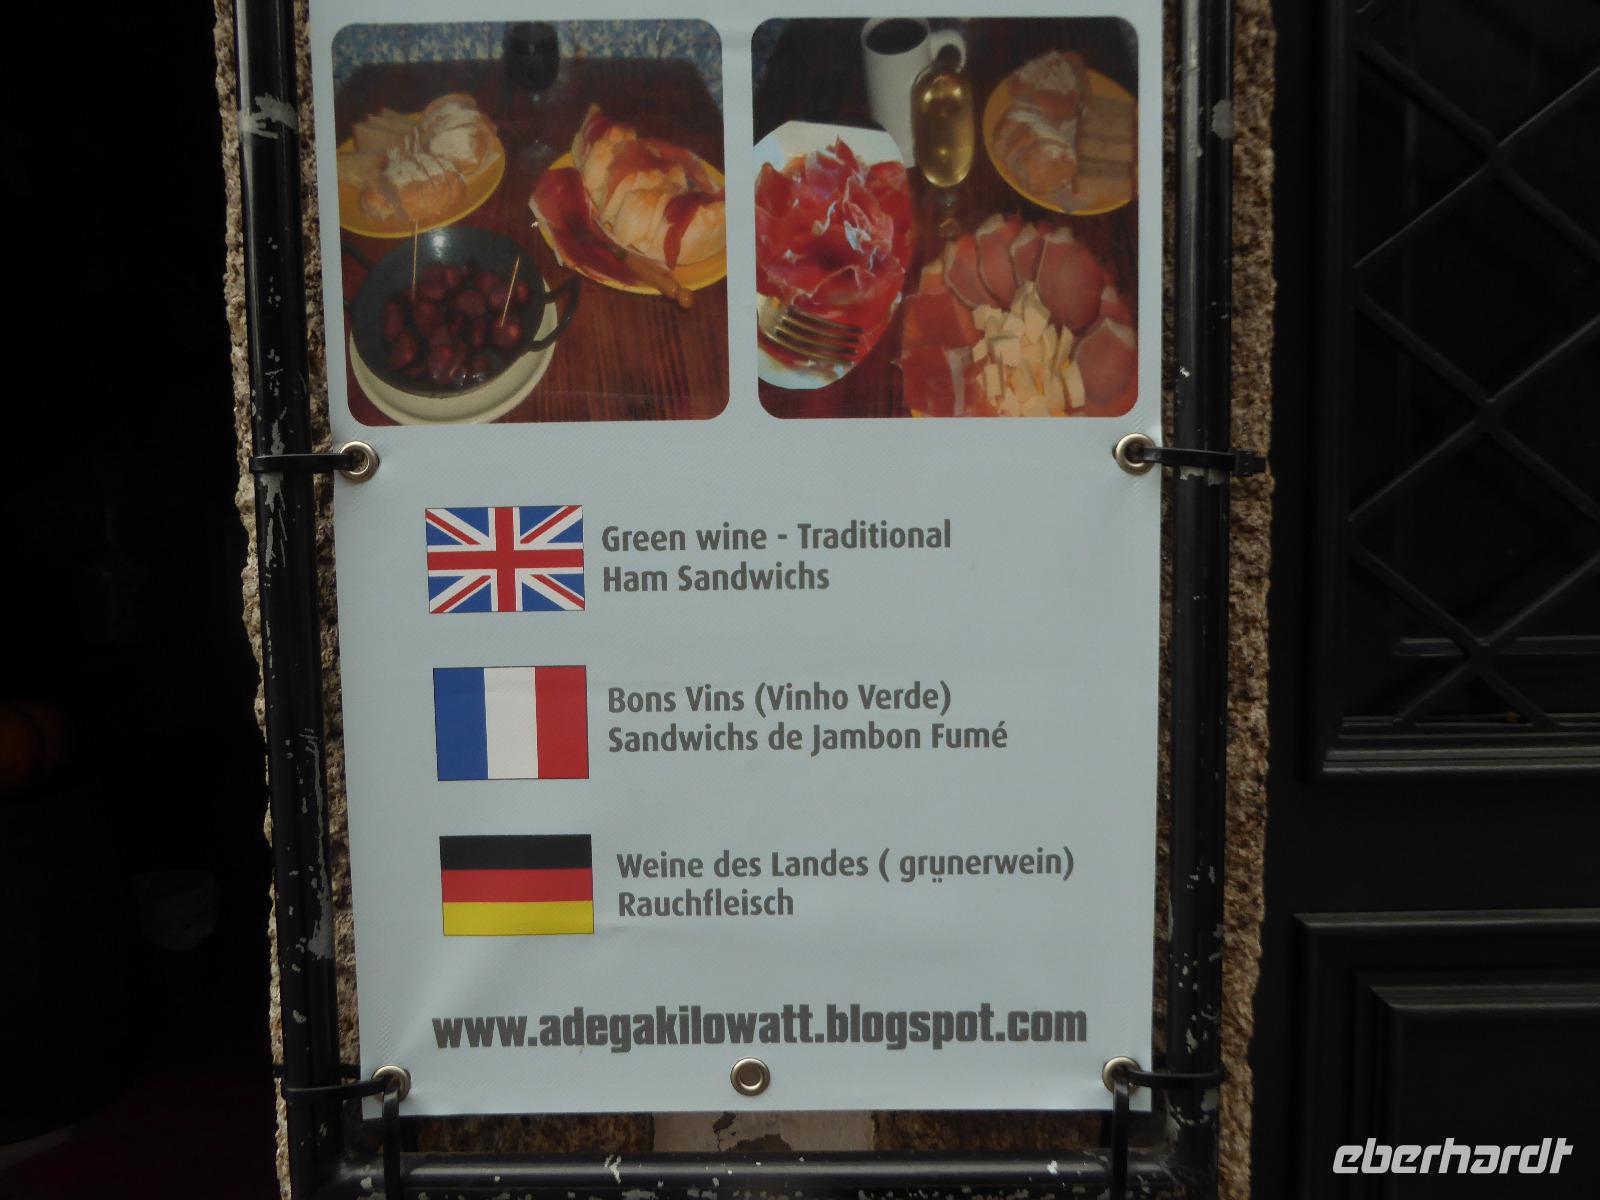 Green wine - Traditional
Ham Sandwichs
Bons Vins (Vinho Verde)
Sandwichs de Jambon Fumé
Weine des Landes ( grünerwein)
Rauchfleisch
www.adegakilowatt.blogspot.com
eberhardt